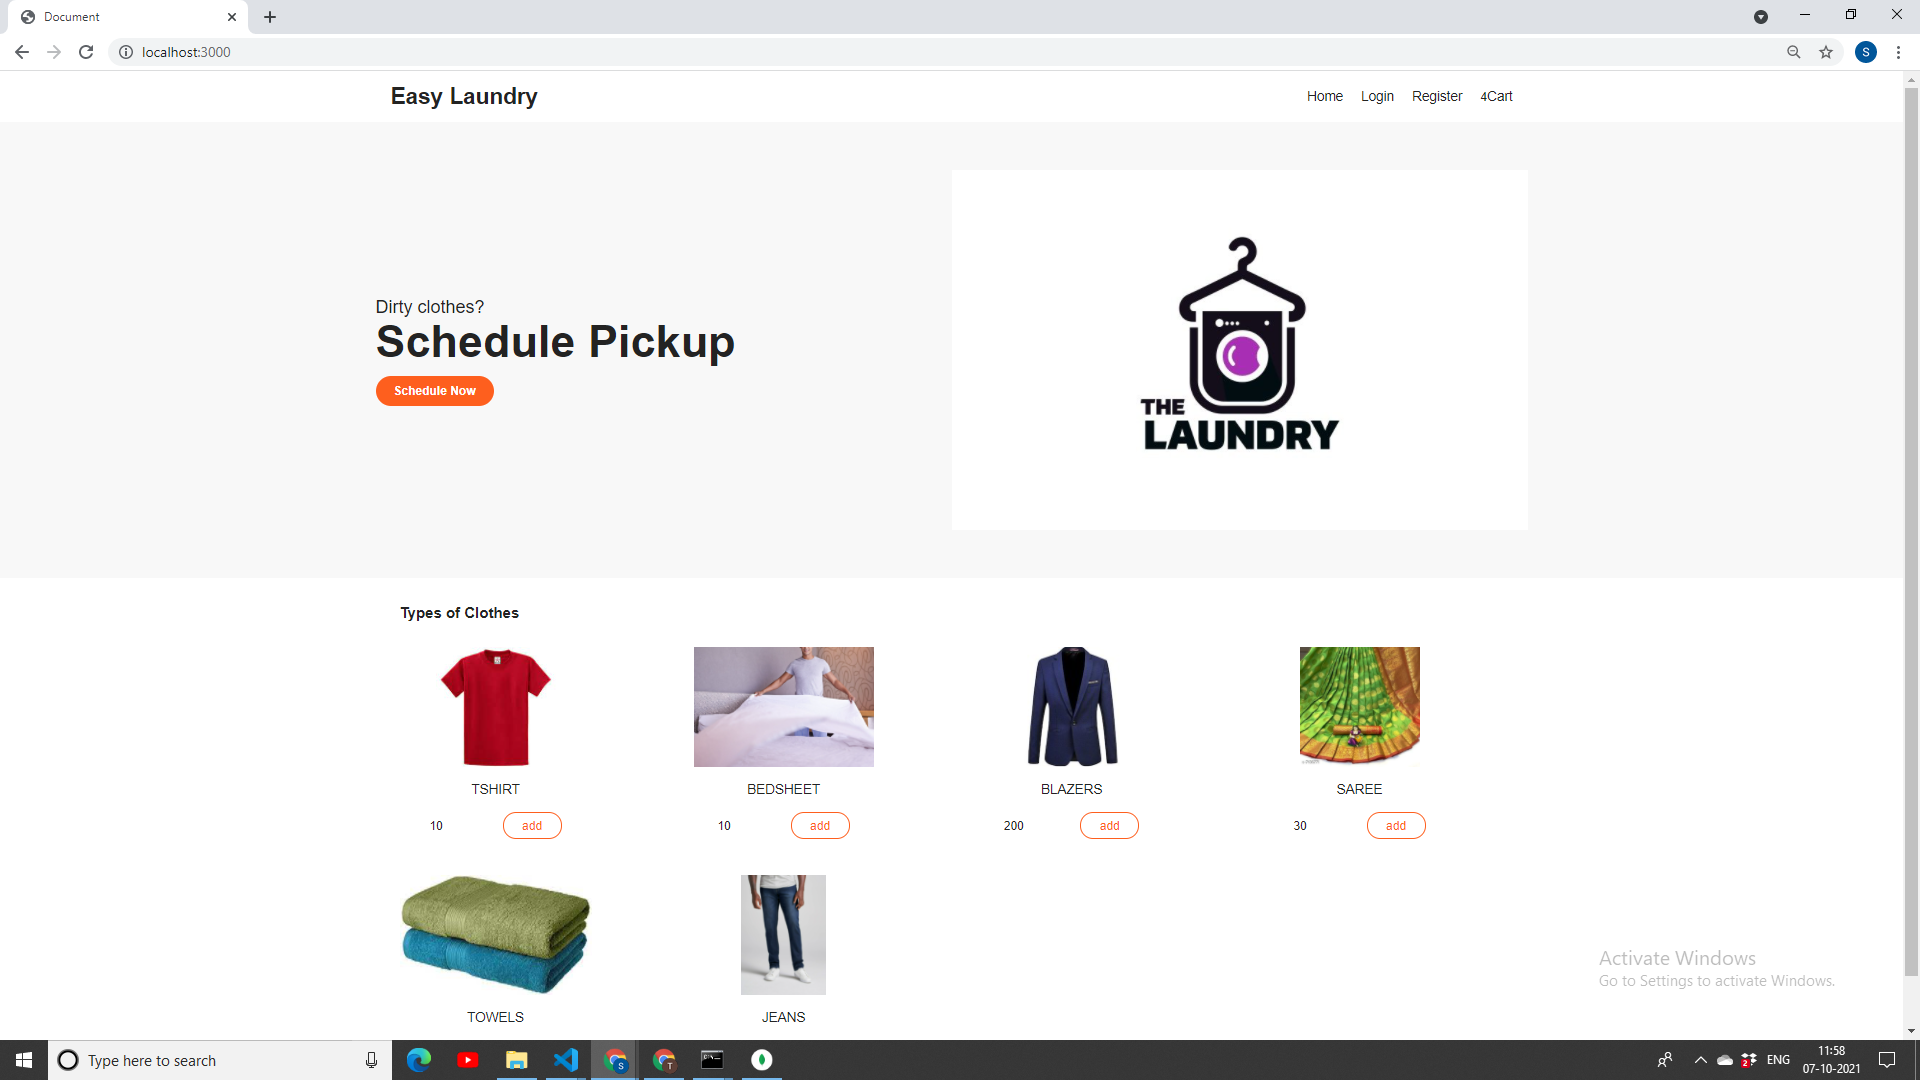 Document
localhost:3000
S
Easy Laundry
Home Login Register 4Cart
Dirty clothes?
Schedule Pickup
Schedule Now
THE
LAUNDRY
Types of Clothes
TSHIRT
10 add
BEDSHEET
10 add
BLAZERS
200 add
SAREE
30 add
TOWELS
JEANS
Activate Windows
Go to Settings to activate Windows.
Type here to search
S
T
2
ENG
11:58
07-10-2021